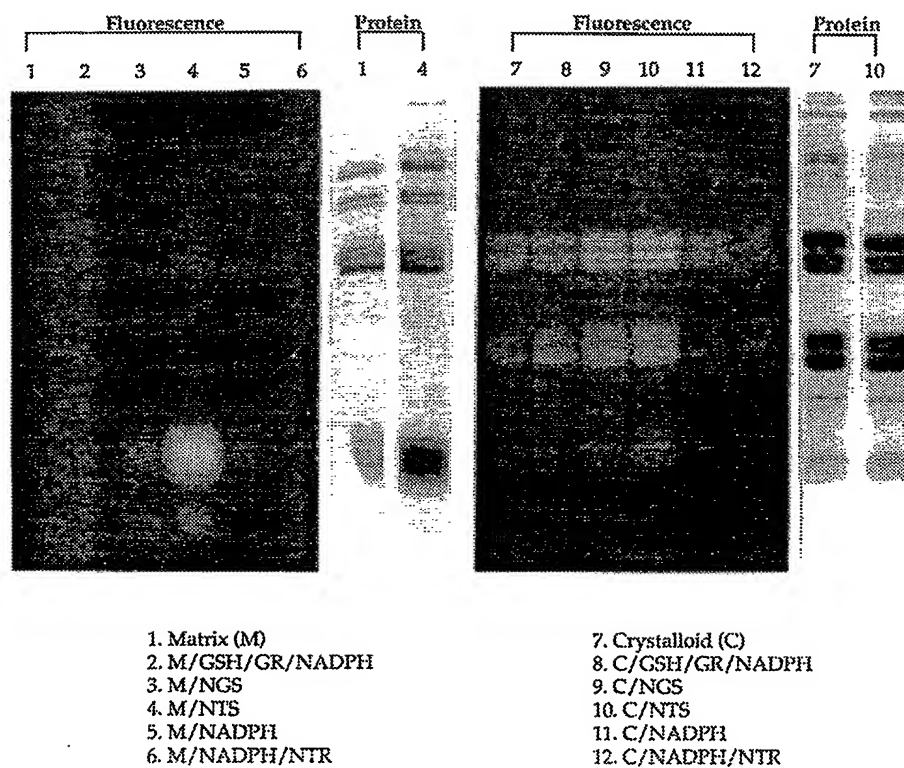 Fluorescence Protein Fluorescence Protein
1 2 3 4 5 6 1 4 7 8 9 10 11 12 7 10
1. Matrix (M)
2. M/GSH/GR/NADPH
3. M/NGS
4. M/NTS
5. M/NADPH
6. M/NADPH/NTR
7. Crystalloid (C)
8. C/GSH/GR/NADPH
9. C/NGS
10. C/NTS
11. C/NADPH
12. C/NADPH/NTR